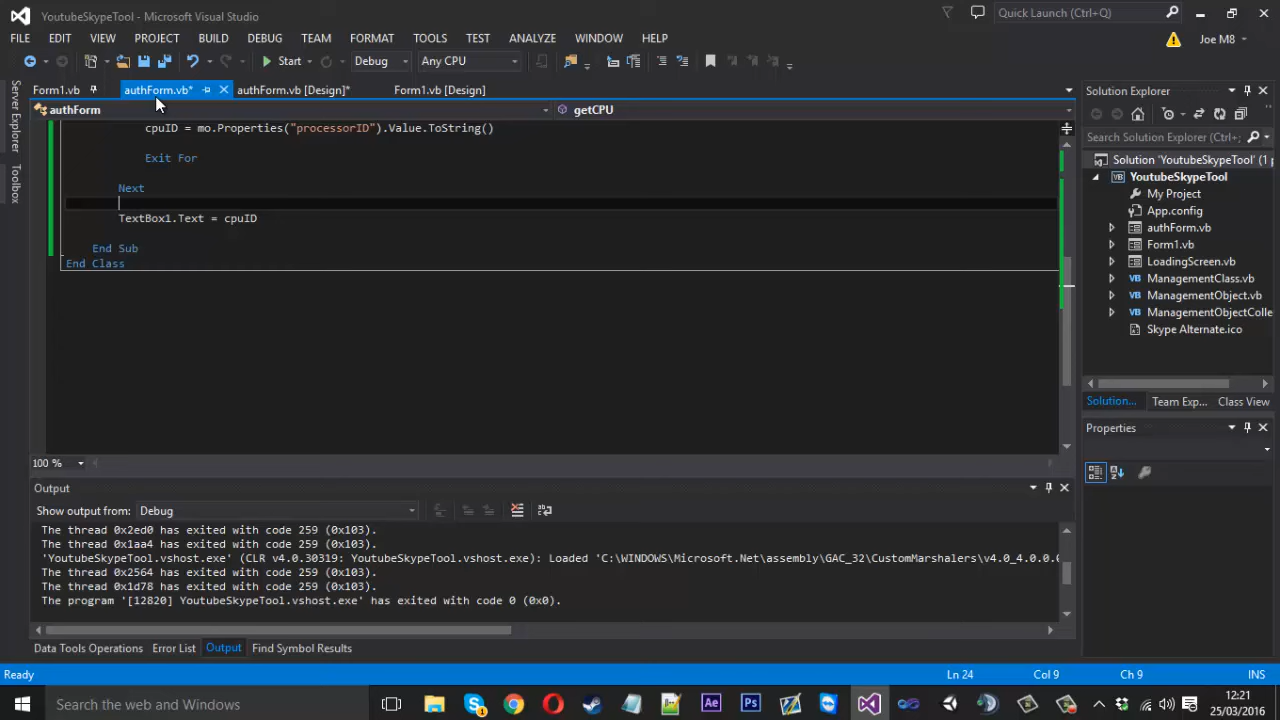 YoutubeSkypeTool - Microsoft Visual Studio
Quick Launch (Ctrl+Q)
FILE EDIT VIEW PROJECT BUILD DEBUG TEAM FORMAT TOOLS TEST ANALYZE WINDOW HELP
Joe M8
Start
Debug
Any CPU
Form1.vb
authForm.vb*
authForm.vb [Design]*
Form1.vb [Design]
authForm
getCPU
Server Explorer
Toolbox
cpuID = mo.Properties("processorID").Value.ToString()
Exit For
Next
TextBox1.Text = cpuID
End Sub
End Class
100 %
Output
Show output from: Debug
The thread 0x2ed0 has exited with code 259 (0x103).
The thread 0x1aa4 has exited with code 259 (0x103).
'YoutubeSkypeTool.vshost.exe' (CLR v4.0.30319: YoutubeSkypeTool.vshost.exe): Loaded 'C:\WINDOWS\Microsoft.Net\assembly\GAC_32\CustomMarshalers\v4.0_4.0.0.0
The thread 0x2564 has exited with code 259 (0x103).
The thread 0x1d78 has exited with code 259 (0x103).
The program '[12820] YoutubeSkypeTool.vshost.exe' has exited with code 0 (0x0).
Data Tools Operations Error List Output Find Symbol Results
Solution Explorer
Search Solution Explorer (Ctrl+;
Solution 'YoutubeSkypeTool' (1 p
YoutubeSkypeTool
My Project
App.config
authForm.vb
Form1.vb
LoadingScreen.vb
ManagementClass.vb
ManagementObject.vb
ManagementObjectColle
Skype Alternate.ico
Solution... Team Exp... Class View
Properties
Ready
Ln 24
Col 9
Ch 9
INS
Search the web and Windows
12:21
25/03/2016